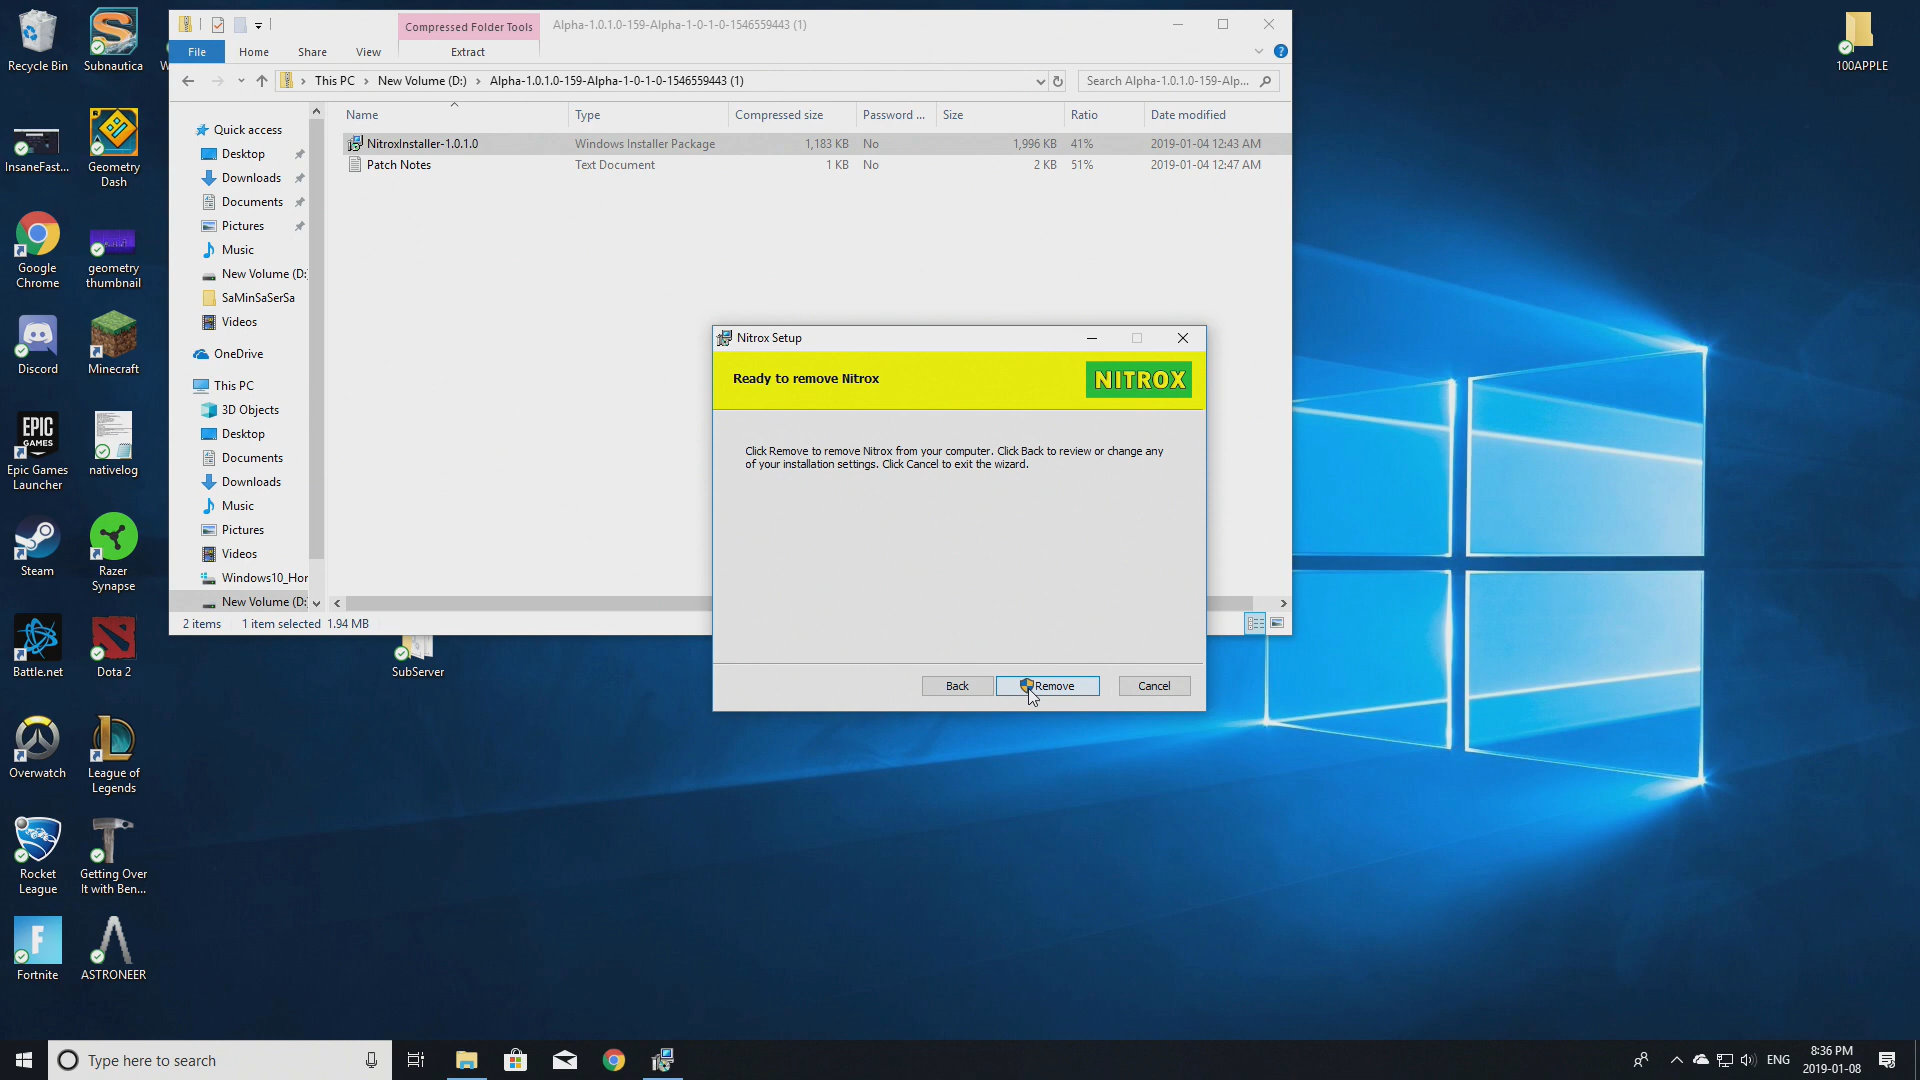 Compressed Folder Tools
Alpha-1.0.1.0-159-Alpha-1-0-1-0-1546559443 (1)
File
Home
Share
View
Extract
This PC
New Volume (D:)
Alpha-1.0.1.0-159-Alpha-1-0-1-0-1546559443 (1)
Search Alpha-1.0.1.0-159-Alp...
Name
Type
Compressed size
Password ...
Size
Ratio
Date modified
NitroxInstaller-1.0.1.0
Windows Installer Package
1,183 KB
No
1,996 KB
41%
2019-01-04 12:43 AM
Patch Notes
Text Document
1 KB
No
2 KB
51%
2019-01-04 12:47 AM
Quick access
Desktop
Downloads
Documents
Pictures
Music
New Volume (D:
SaMinSaSerSa
Videos
OneDrive
This PC
3D Objects
Desktop
Documents
Downloads
Music
Pictures
Videos
Windows10_Hor
New Volume (D:
2 items
1 item selected 1.94 MB
Nitrox Setup
Ready to remove Nitrox
NITROX
Click Remove to remove Nitrox from your computer. Click Back to review or change any
of your installation settings. Click Cancel to exit the wizard.
Back
Remove
Cancel
Recycle Bin
Subnautica
W
InsaneFast...
Geometry
Dash
Google
Chrome
geometry
thumbnail
Discord
Minecraft
EPIC
GAMES
Epic Games
Launcher
nativelog
Steam
Razer
Synapse
Battle.net
Dota 2
SubServer
Overwatch
League of
Legends
Rocket
League
Getting Over
It with Ben...
Fortnite
ASTRONEER
100APPLE
Type here to search
ENG
8:36 PM
2019-01-08